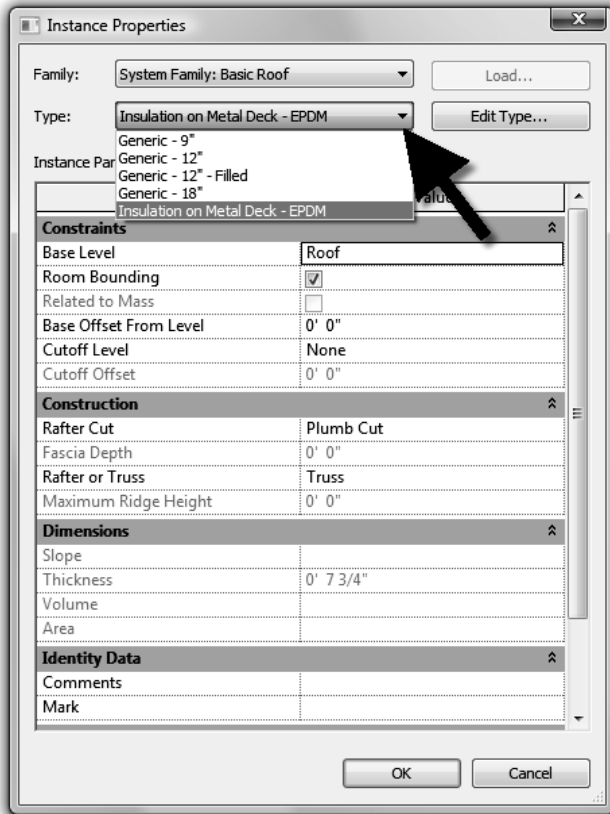 Instance Properties
Family: System Family: Basic Roof Load...
Type: Insulation on Metal Deck - EPDM Edit Type...
Generic - 9"
Generic - 12"
Instance Par
Generic - 12" - Filled
Generic - 18"
Insulation on Metal Deck - EPDM
Constraints
Base Level Roof
Room Bounding
Related to Mass
Base Offset From Level 0' 0"
Cutoff Level None
Cutoff Offset 0' 0"
Construction
Rafter Cut Plumb Cut
Fascia Depth 0' 0"
Rafter or Truss Truss
Maximum Ridge Height 0' 0"
Dimensions
Slope
Thickness 0' 7 3/4"
Volume
Area
Identity Data
Comments
Mark
OK Cancel